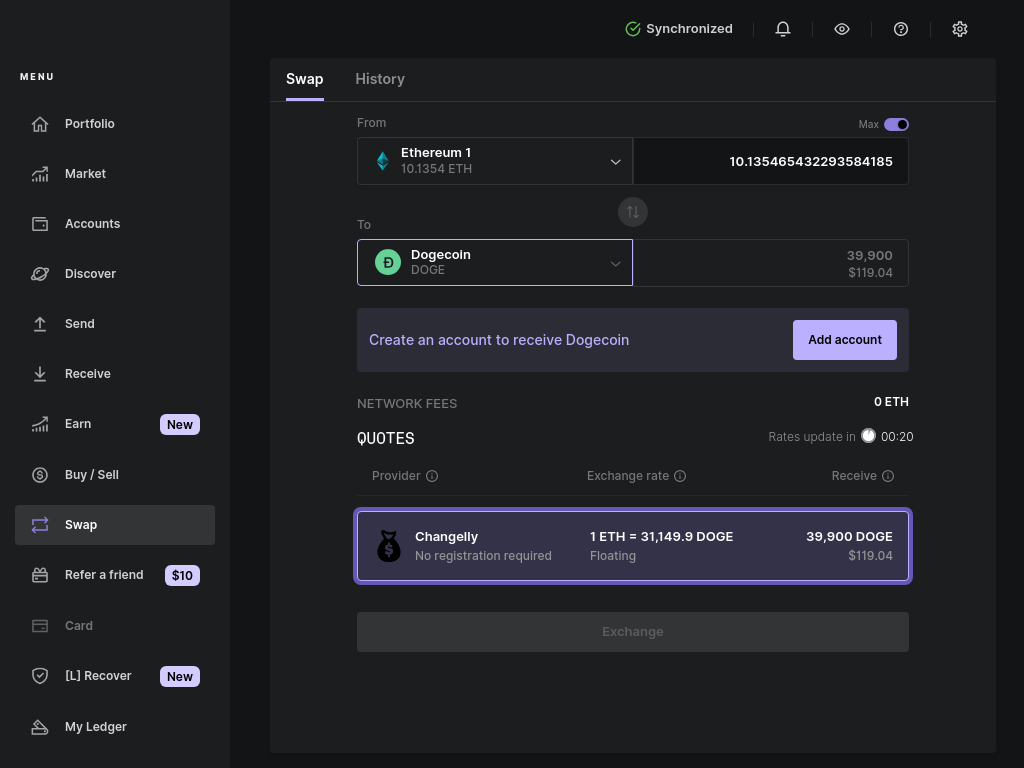 Synchronized
MENU
Portfolio
Market
Accounts
Discover
Send
Receive
Earn New
Buy / Sell
Swap
Refer a friend $10
Card
[L] Recover New
My Ledger
Swap History
From Max
Ethereum 1
10.1354 ETH
10.135465432293584185
To
Dogecoin
DOGE
39,900
$119.04
Create an account to receive Dogecoin Add account
NETWORK FEES 0 ETH
QUOTES Rates update in 00:20
Provider Exchange rate Receive
Changelly 1 ETH = 31,149.9 DOGE 39,900 DOGE
No registration required Floating $119.04
Exchange